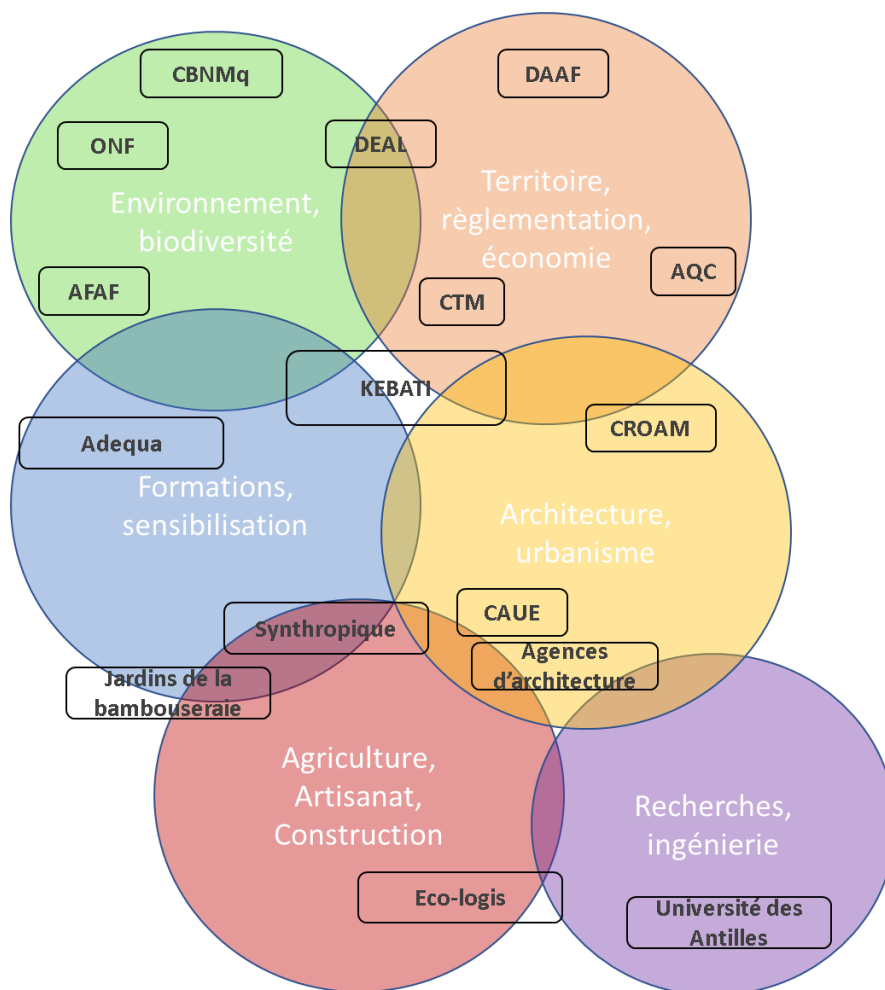 CBNMq
DAAF
ONF
DEAL
Environnement,
biodiversité
Territoire,
règlementation,
économie
AFAF
CTM
AQC
KEBATI
Adequa
CROAM
Formations,
sensibilisation
Architecture,
urbanisme
Synthropique
CAUE
Agences
d'architecture
Jardins de la
bambouseraie
Agriculture,
Artisanat,
Construction
Recherches,
ingénierie
Eco-logis
Université des
Antilles